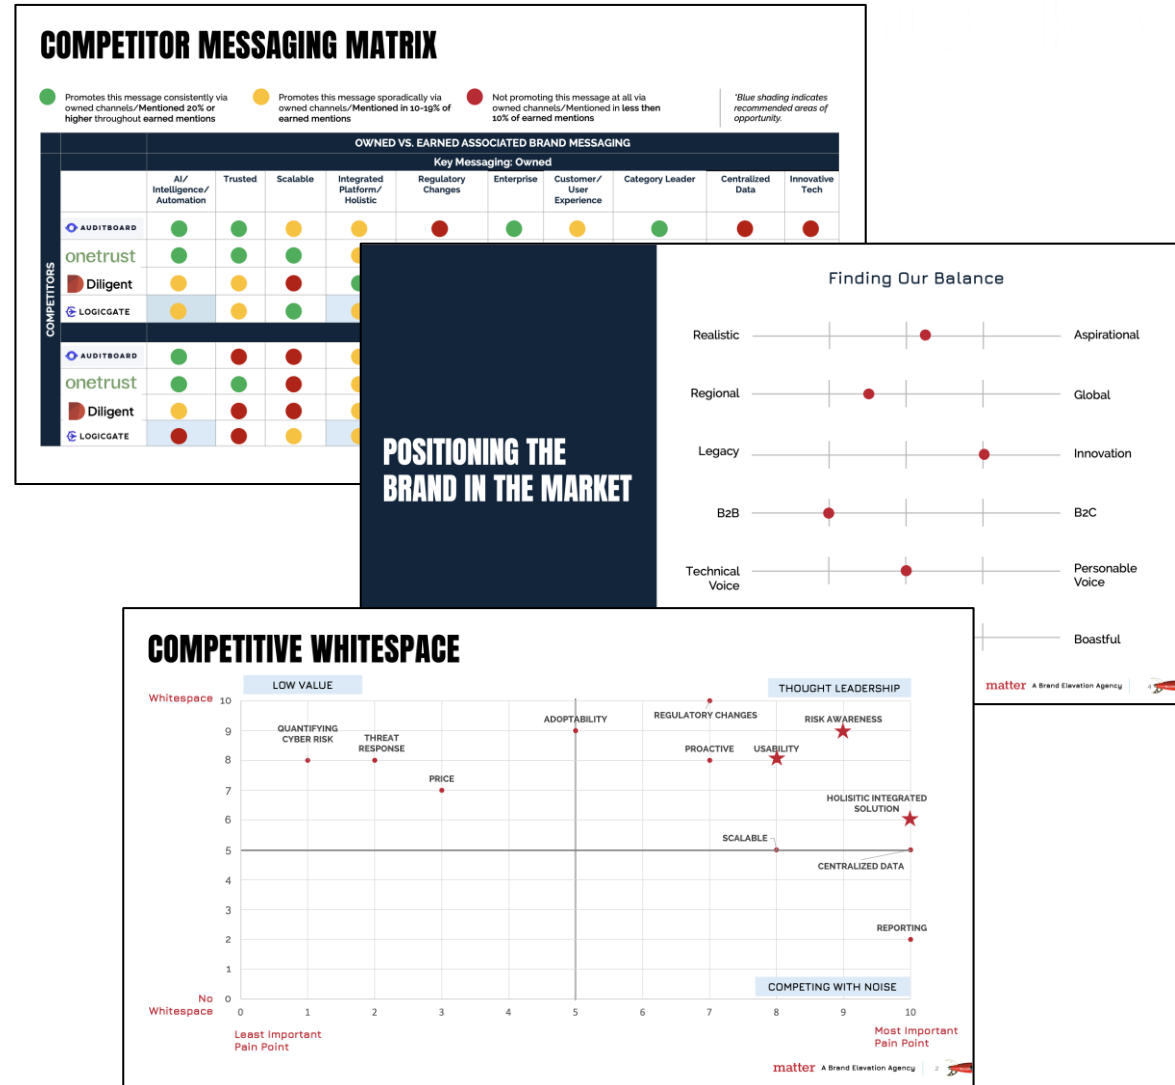 COMPETITOR MESSAGING MATRIX
Promotes this message consistently via
owned channels/Mentioned 20% or
higher throughout earned mentions
Promotes this message sporadically via
owned channels/Mentioned in 10-19% of
earned mentions
Not promoting this message at all via
owned channels/Mentioned in less then
10% of earned mentions
*Blue shading indicates
recommended areas of
opportunity.
OWNED VS. EARNED ASSOCIATED BRAND MESSAGING
Key Messaging: Owned
COMPETITORS
AI/
Intelligence/
Automation
Trusted
Scalable
Integrated
Platform/
Holistic
Regulatory
Changes
Enterprise
Customer/
User
Experience
Category Leader
Centralized
Data
Innovative
Tech
AUDITBOARD
onetrust
Diligent
LOGICGATE
AUDITBOARD
onetrust
Diligent
LOGICGATE
POSITIONING THE
BRAND IN THE MARKET
Finding Our Balance
Realistic
Aspirational
Regional
Global
Legacy
Innovation
B2B
B2C
Technical
Voice
Personable
Voice
Boastful
matter A Brand Elevation Agency
COMPETITIVE WHITESPACE
LOW VALUE
THOUGHT LEADERSHIP
Whitespace
10
9
8
7
6
5
4
3
2
1
0
No
Whitespace
QUANTIFYING
CYBER RISK
THREAT
RESPONSE
PRICE
ADOPTABILITY
REGULATORY CHANGES
RISK AWARENESS
PROACTIVE
USABILITY
HOLISITIC INTEGRATED
SOLUTION
SCALABLE
CENTRALIZED DATA
REPORTING
COMPETING WITH NOISE
0 1 2 3 4 5 6 7 8 9 10
Least Important
Pain Point
Most Important
Pain Point
matter A Brand Elevation Agency